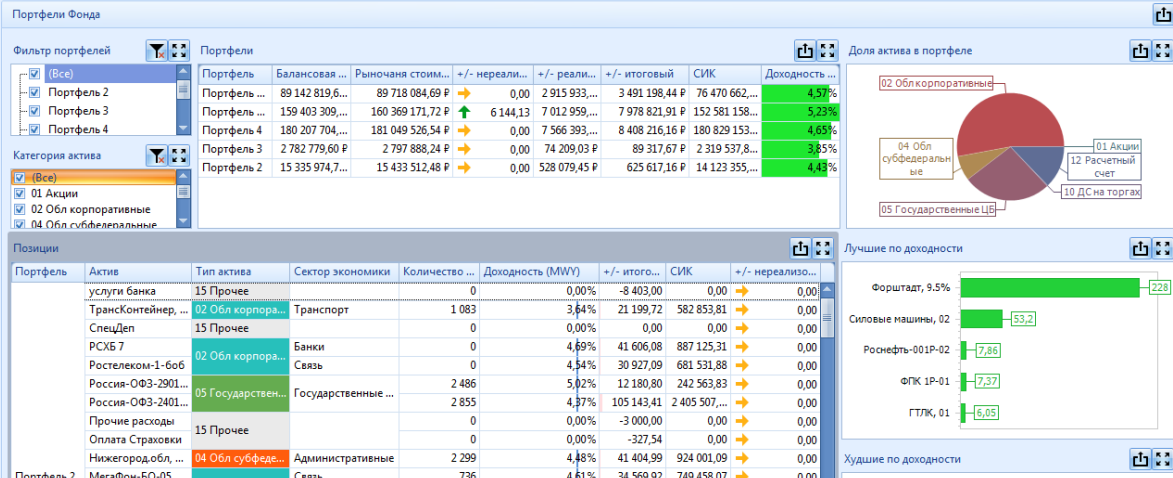 Портфели Фонда
Фильтр портфелей
(Все)
Портфель 2
Портфель 3
Портфель 4
Категория актива
(Все)
01 Акции
02 Обл корпоративные
04 Обл субфедеральные
Портфели
Портфель Балансовая ... Рыночаня стоим... +/- нереали... +/- реали... +/- итоговый СИК Доходность ...
Портфель ... 89 142 819,6... 89 718 084,69 ₽ 0,00 2 915 933,... 3 491 198,44 ₽ 76 470 662,... 4,57%
Портфель ... 159 403 309,... 160 369 171,72 ₽ 6 144,13 7 012 959,... 7 978 821,91 ₽ 152 581 158... 5,23%
Портфель 4 180 207 704,... 181 049 526,54 ₽ 0,00 7 566 393,... 8 408 216,16 ₽ 180 829 153... 4,65%
Портфель 3 2 782 779,60 ₽ 2 797 888,24 ₽ 0,00 74 209,03 ₽ 89 317,67 ₽ 2 319 537,8... 3,85%
Портфель 2 15 335 974,7... 15 433 512,48 ₽ 0,00 528 079,45 ₽ 625 617,16 ₽ 14 123 355,... 4,43%
Доля актива в портфеле
02 Обл корпоративные
04 Обл
субфедеральн
ые
05 Государственные ЦБ
01 Акции
12 Расчетный
счет
10 ДС на торгах
Позиции
Портфель Актив Тип актива Сектор экономики Количество ... Доходность (MWY) +/- итого... СИК +/- нереализо...
услуги банка 15 Прочее 0 0,00% -8 403,00 0,00 0,00
ТрансКонтейнер, ... 02 Обл корпора... Транспорт 1 083 3,64% 21 199,72 582 853,81 0,00
СпецДеп 15 Прочее 0 0,00% 0,00 0,00 0,00
РСХБ 7 02 Обл корпора... Банки 0 4,69% 41 606,08 887 125,31 0,00
Ростелеком-1-боб Связь 0 4,54% 30 927,09 681 531,88 0,00
Россия-ОФЗ-2901... 05 Государствен... Государственные ... 2 486 5,02% 12 180,80 242 563,83 0,00
Россия-ОФЗ-2401... 2 855 4,37% 105 143,41 2 405 507,... 0,00
Прочие расходы 15 Прочее 0 0,00% -3 000,00 0,00 0,00
Оплата Страховки 0 0,00% -327,54 0,00 0,00
Нижегород.обл, ... 04 Обл субфеде... Административные 2 299 4,48% 41 404,99 924 001,09 0,00
Портфель 2 МегаФон-БО-05 Связь 736 4,61% 34 569,92 749 458,07 0,00
Лучшие по доходности
Форштадт, 9.5% 228
Силовые машины, 02 53,2
Роснефть-001Р-02 7,86
ФПК 1Р-01 7,37
ГТЛК, 01 6,05
Худшие по доходности